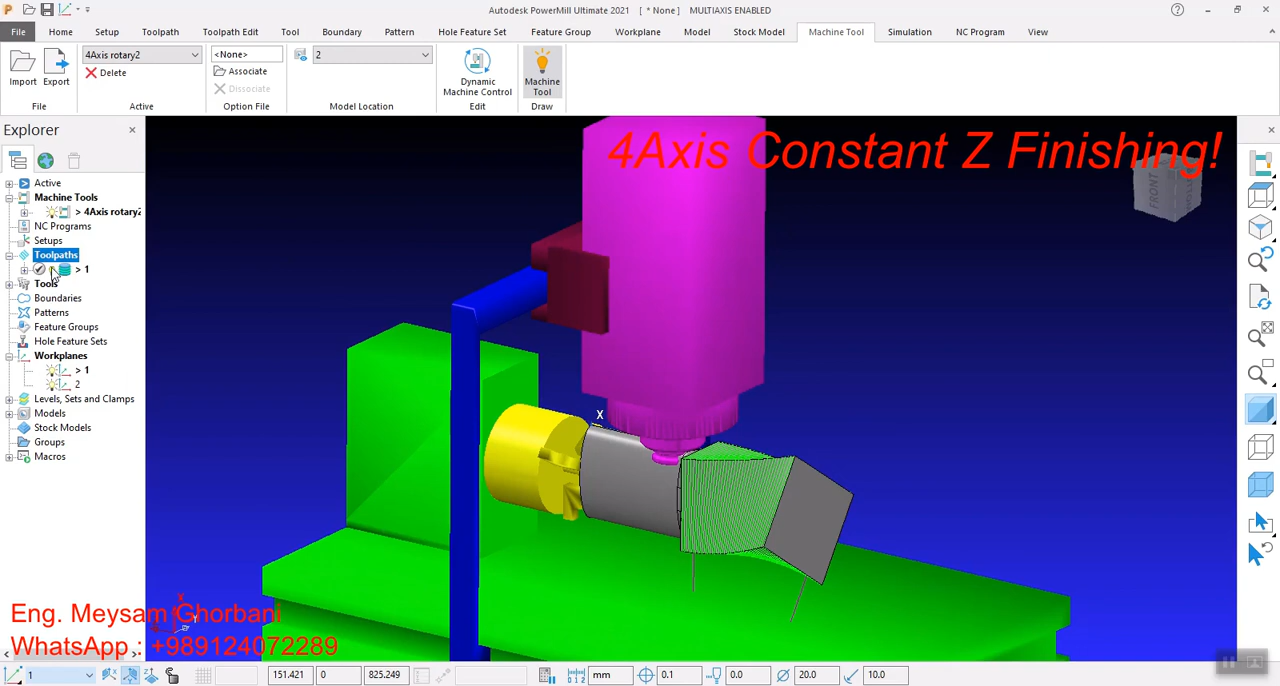 Autodesk PowerMill Ultimate 2021 [ * None ] MULTIAXIS ENABLED
File Home Setup Toolpath Toolpath Edit Tool Boundary Pattern Hole Feature Set Feature Group Workplane Model Stock Model Machine Tool Simulation NC Program View
4Axis rotary2 <None> 2
Import Export Delete Associate Dissociate Dynamic Machine Control Machine Tool
File Active Option File Model Location Edit Draw
Explorer
4Axis Constant Z Finishing!
FRONT
Active
Machine Tools
> 4Axis rotary2
NC Programs
Setups
Toolpaths
> 1
Tools
Boundaries
Patterns
Feature Groups
Hole Feature Sets
Workplanes
> 1
2
Levels, Sets and Clamps
Models
Stock Models
Groups
Macros
X
X
Eng. Meysam Ghorbani
WhatsApp : +989124072289
1 151.421 0 825.249 mm 0.1 0.0 20.0 10.0